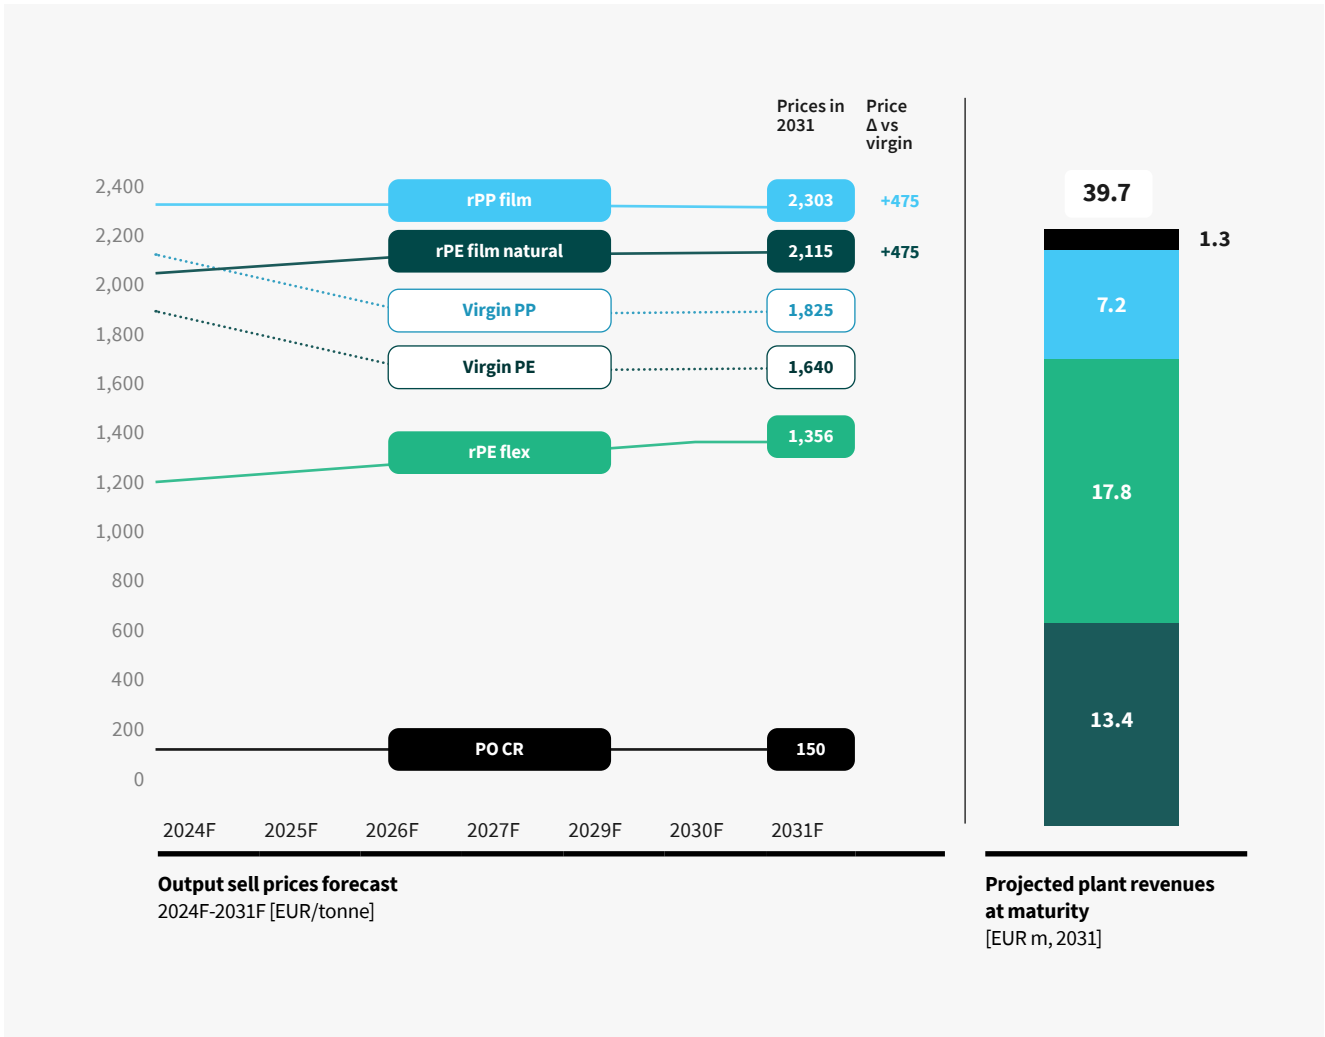 Prices in
2031
Price
Δ vs
virgin
2,400
2,200
2,000
1,800
1,600
1,400
1,200
1,000
800
600
400
200
0
rPP film
2,303
+475
rPE film natural
2,115
+475
Virgin PP
1,825
Virgin PE
1,640
rPE flex
1,356
PO CR
150
2024F
2025F
2026F
2027F
2029F
2030F
2031F
Output sell prices forecast
2024F-2031F [EUR/tonne]
39.7
1.3
7.2
17.8
13.4
Projected plant revenues
at maturity
[EUR m, 2031]